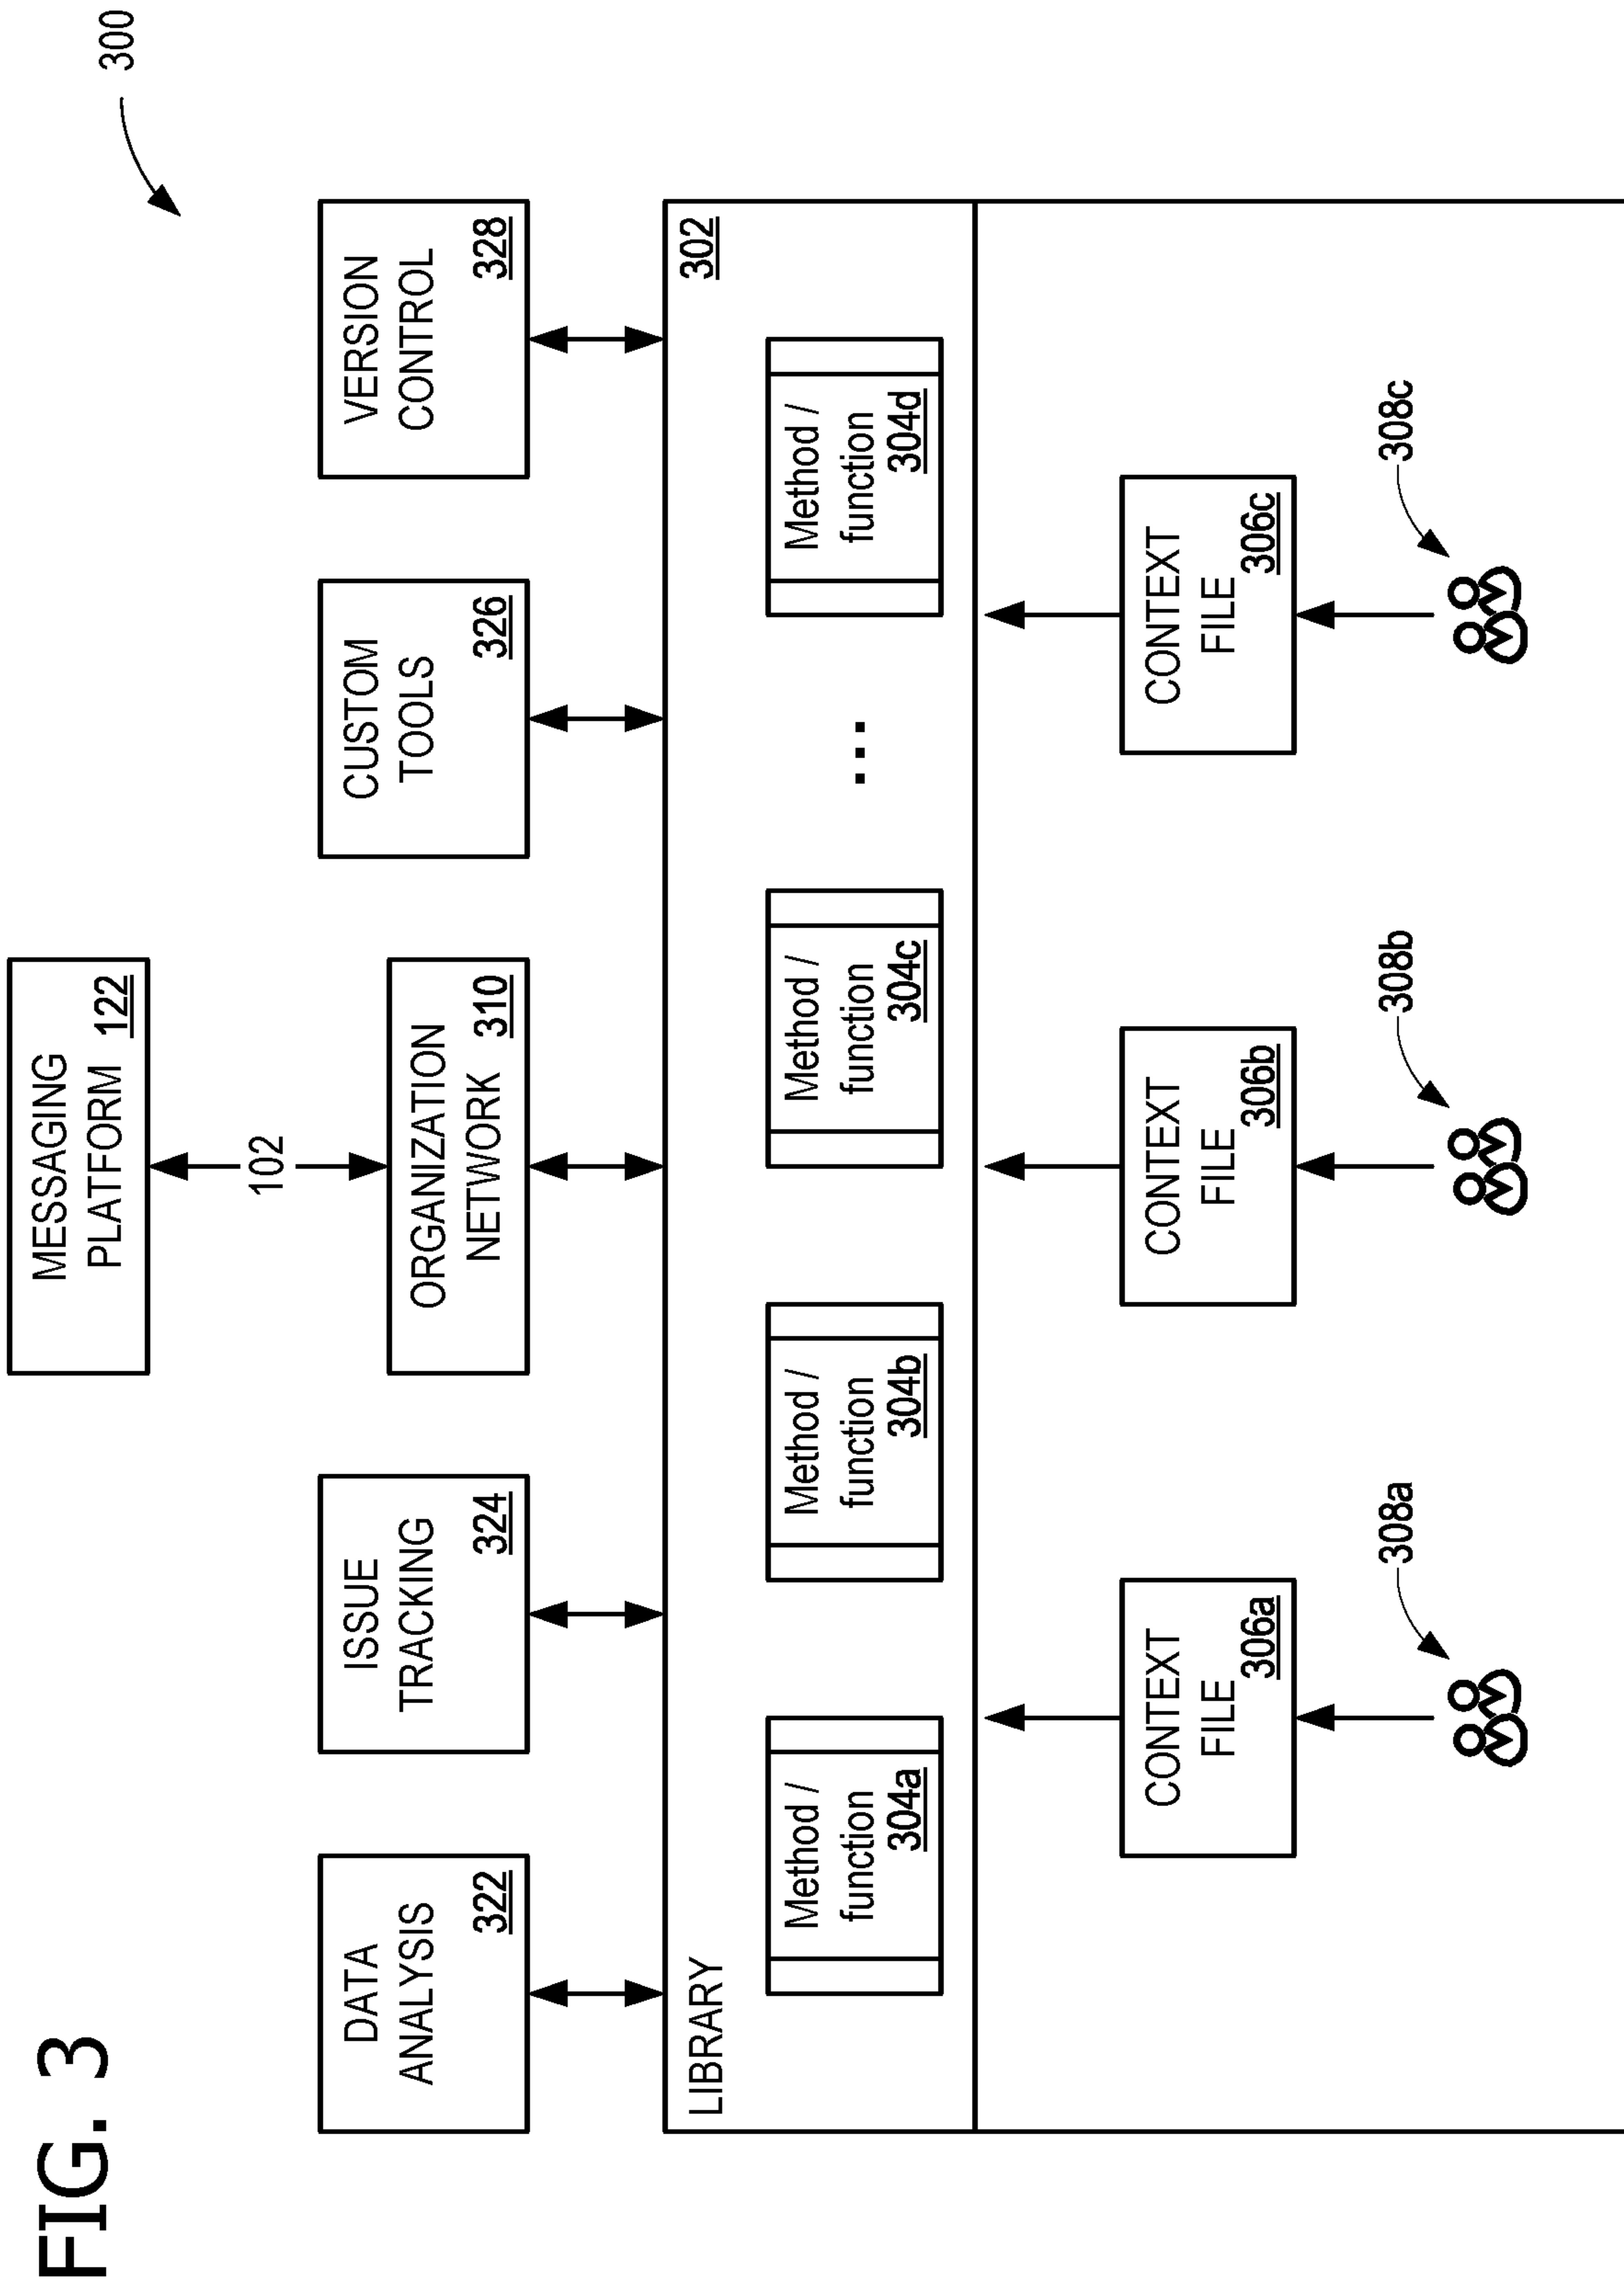 FIG. 3
300
MESSAGING
PLATFORM
122
102
DATA
ANALYSIS
322
ISSUE
TRACKING
324
ORGANIZATION
NETWORK
310
CUSTOM
TOOLS
326
VERSION
CONTROL
328
LIBRARY
302
Method /
function
304a
Method /
function
304b
Method /
function
304c
...
Method /
function
304d
CONTEXT
FILE
306a
CONTEXT
FILE
306b
CONTEXT
FILE
306c
308a
308b
308c